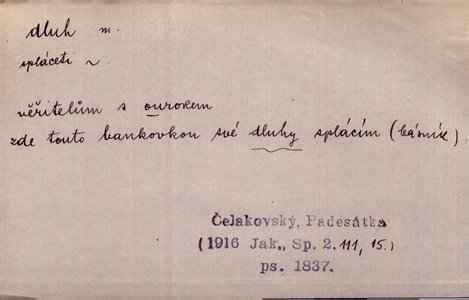 dluh m.
spláceti ~.
věřitelům s ourokem
zde touto bankovkou své dluhy splácím (básník).
Čelakovský, Padesátka
(1916 Jak., Sp. 2. 111, 15.)
ps. 1837.